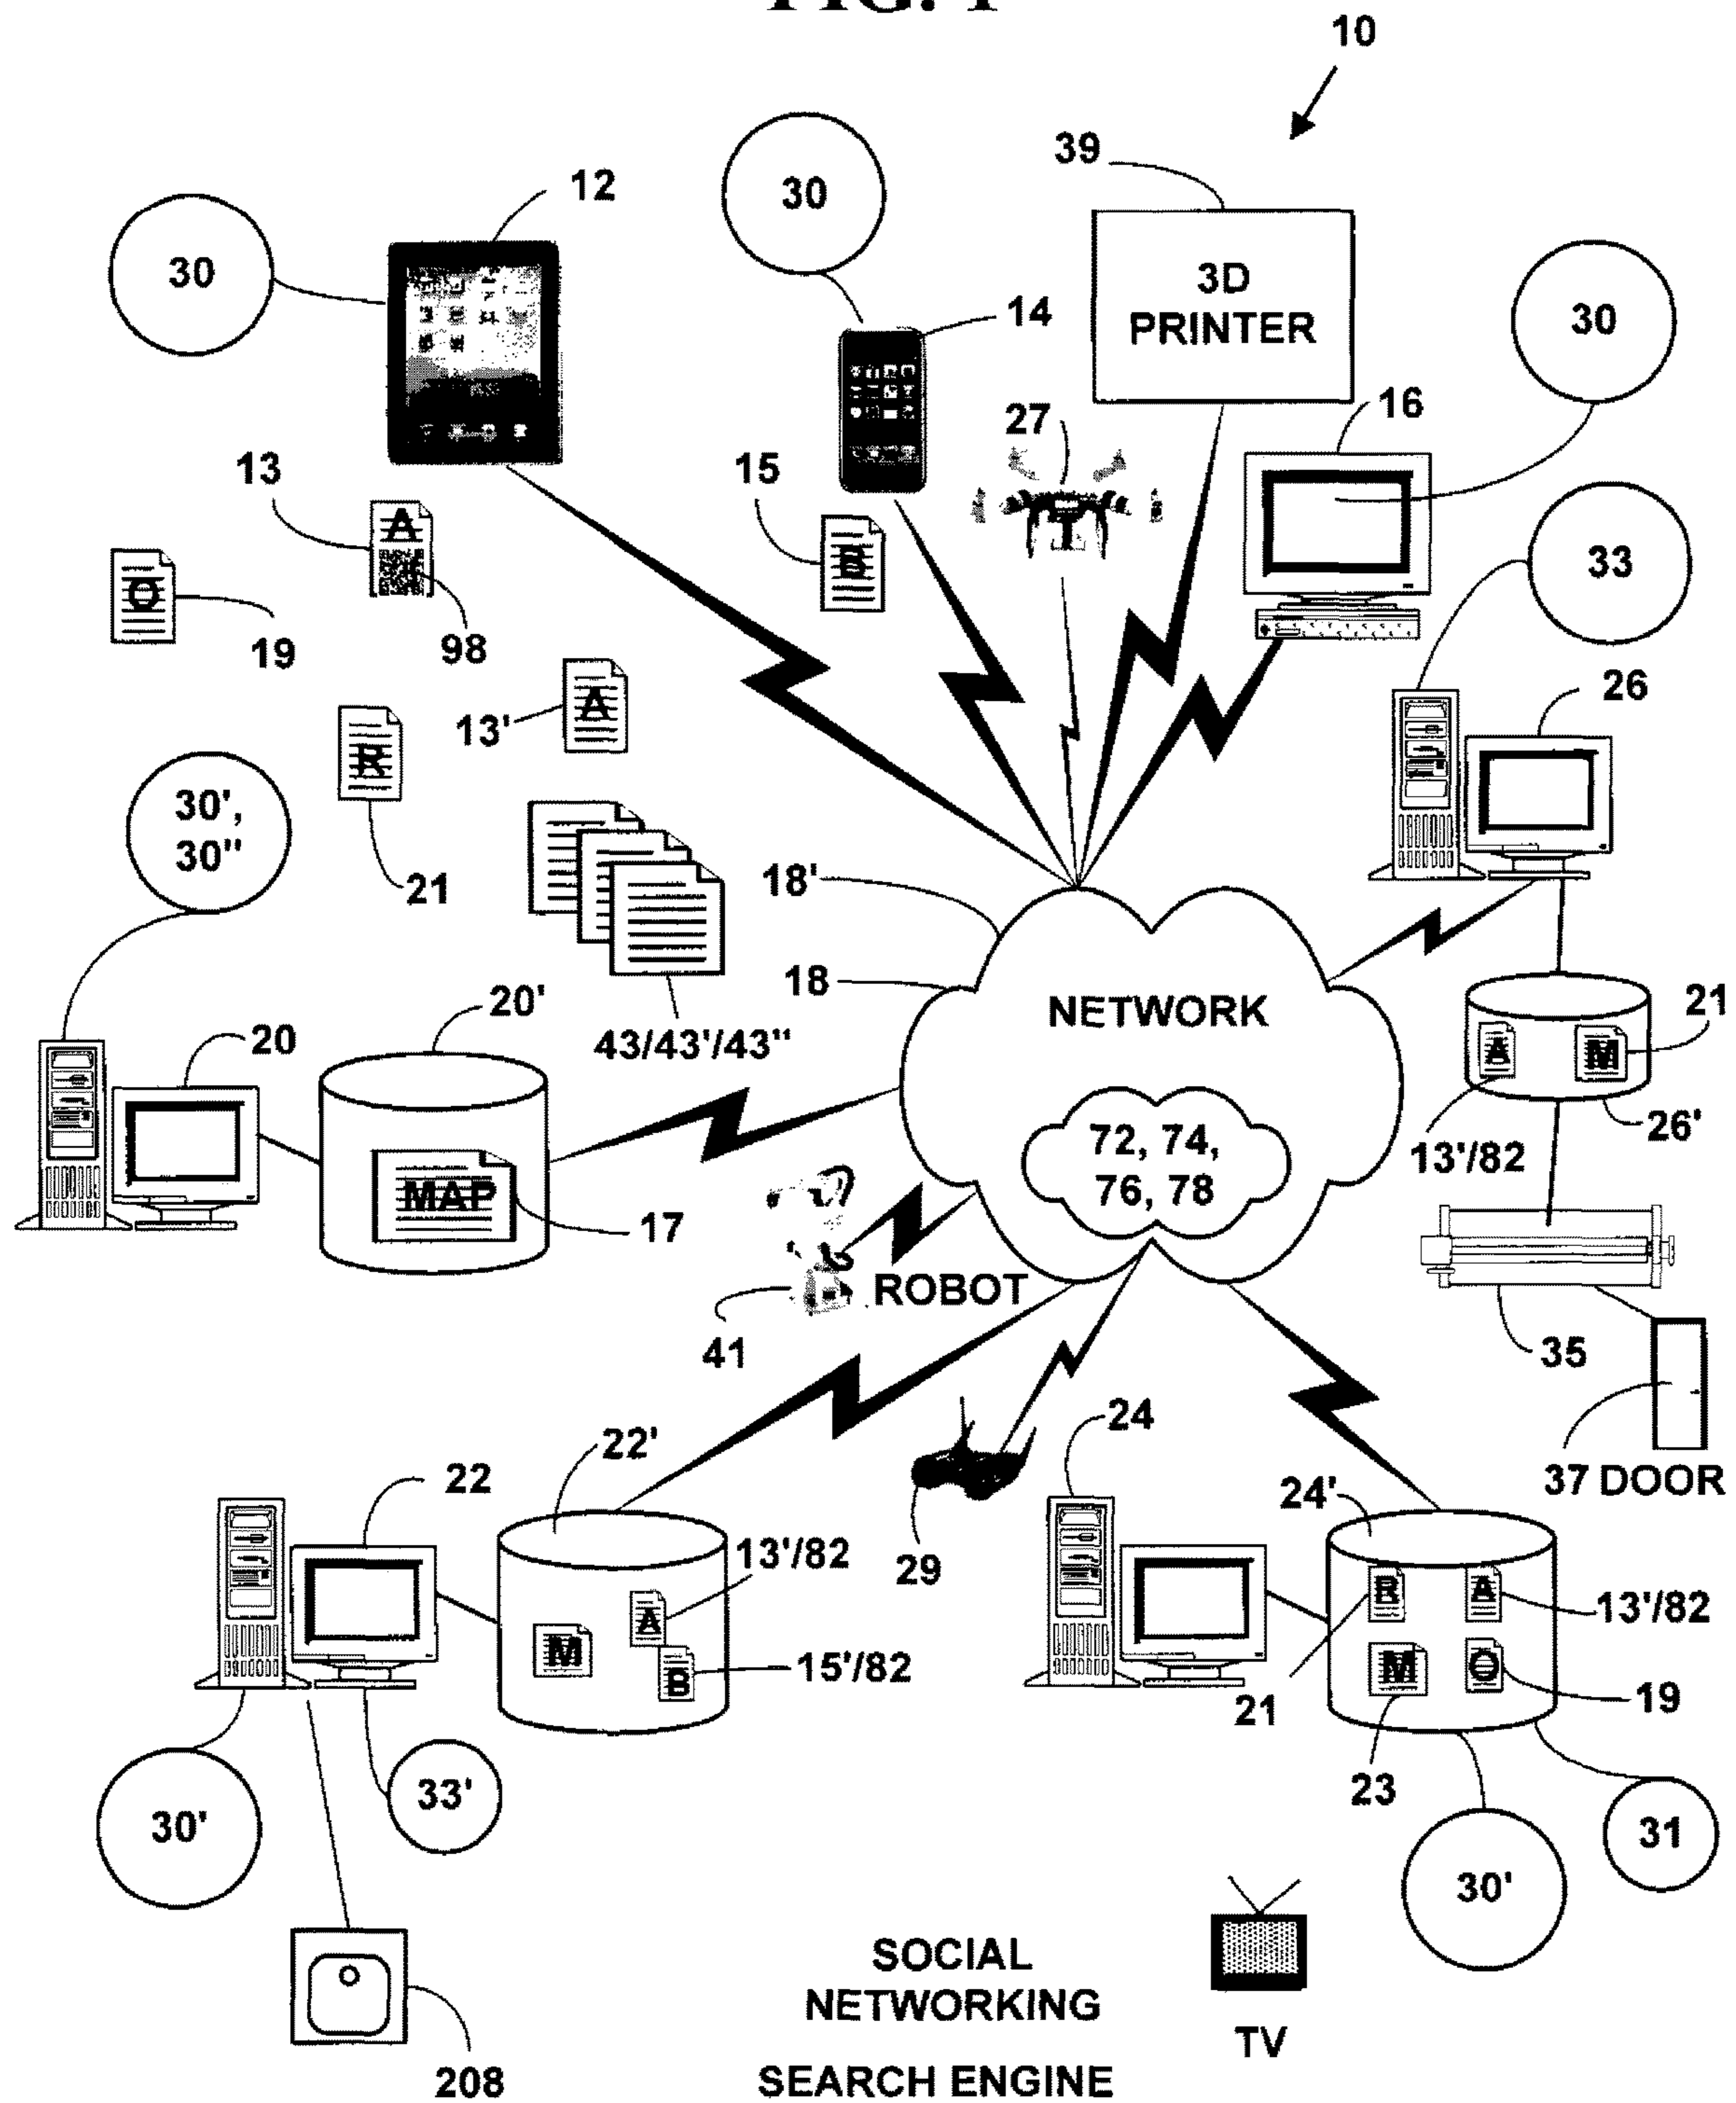 FIG. 1
10
39
12
30
30
30
3D
PRINTER
14
16
27
13
15
A
B
33
O
19
98
26
13'
A
R
30',
30"
21
18'
18
NETWORK
20'
43/43'/43"
20
21
A
M
72, 74,
76, 78
26'
13'/82
MAP
17
ROBOT
41
35
24
22'
22
37 DOOR
24'
13'/82
29
R
A
13'/82
A
M
15'/82
B
M
O
21
19
23
33'
30'
31
30'
SOCIAL
NETWORKING
TV
208
SEARCH ENGINE